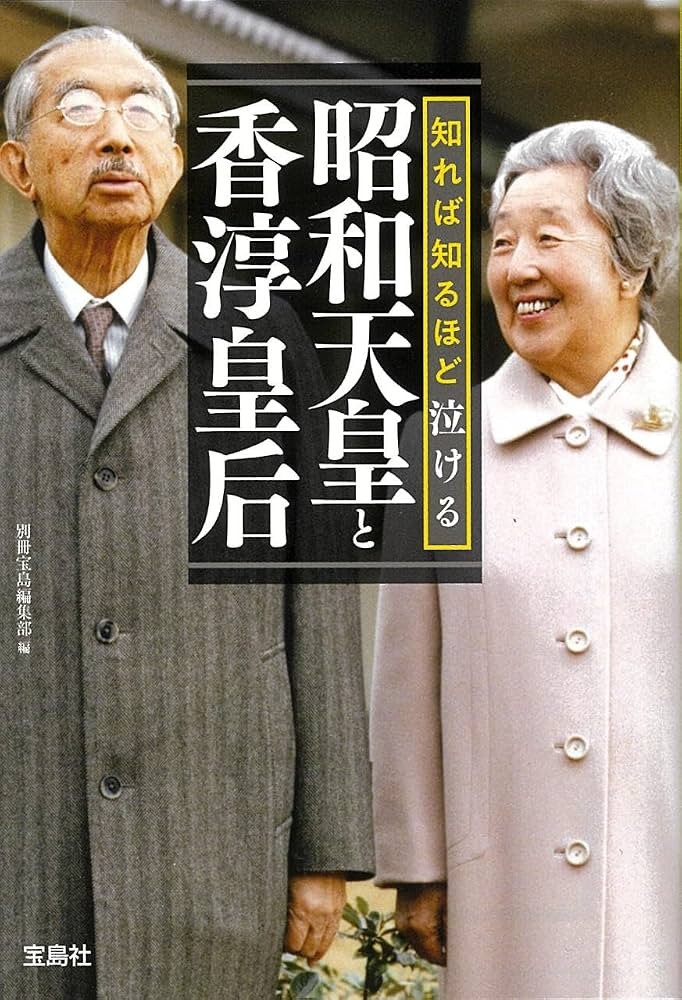 知れば知るほど泣ける
昭和天皇と
香淳皇后
別冊宝島編集部 編
宝島社